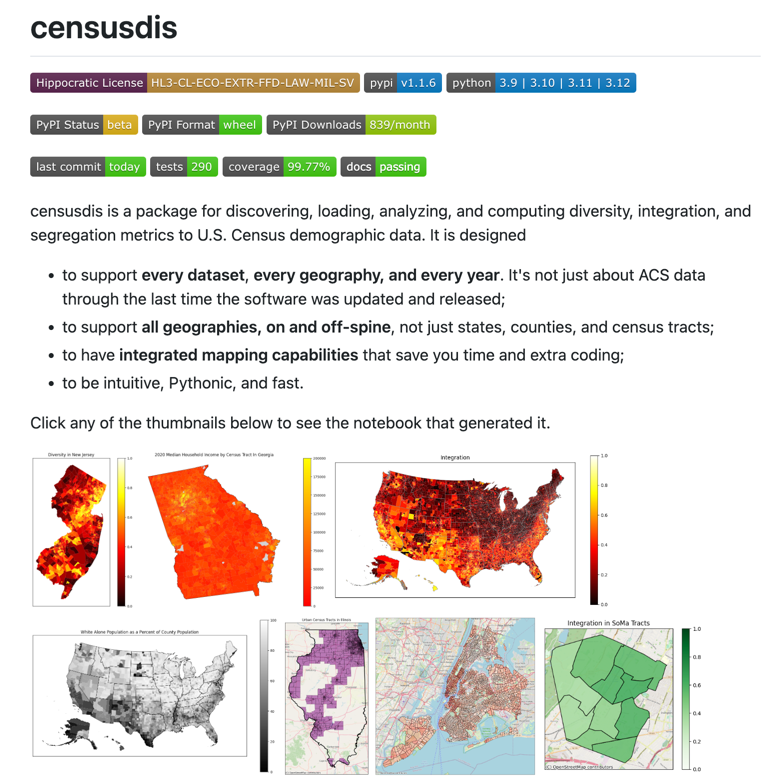 censusdis
Hippocratic License HL3-CL-ECO-EXTR-FFD-LAW-MIL-SV pypi v1.1.6 python 3.9 | 3.10 | 3.11 | 3.12
PyPI Status beta PyPI Format wheel PyPI Downloads 839/month
last commit today tests 290 coverage 99.77% docs passing
censusdis is a package for discovering, loading, analyzing, and computing diversity, integration, and
segregation metrics to U.S. Census demographic data. It is designed
• to support every dataset, every geography, and every year. It's not just about ACS data
through the last time the software was updated and released;
• to support all geographies, on and off-spine, not just states, counties, and census tracts;
• to have integrated mapping capabilities that save you time and extra coding;
• to be intuitive, Pythonic, and fast.
Click any of the thumbnails below to see the notebook that generated it.
Diversity in New Jersey
1.0
0.8
0.6
0.4
0.2
0.0
2020 Median Household Income by Census Tract in Georgia
200000
175000
150000
125000
100000
75000
50000
25000
0
Integration
1.0
0.8
0.6
0.4
0.2
0.0
White Alone Population as a Percent of County Population
100
80
60
40
20
0
Urban Census Tracts in Illinois
(C) OpenStreetMap contributors
Integration in SoMa Tracts
(C) OpenStreetMap contributors
1.0
0.8
0.6
0.4
0.2
0.0